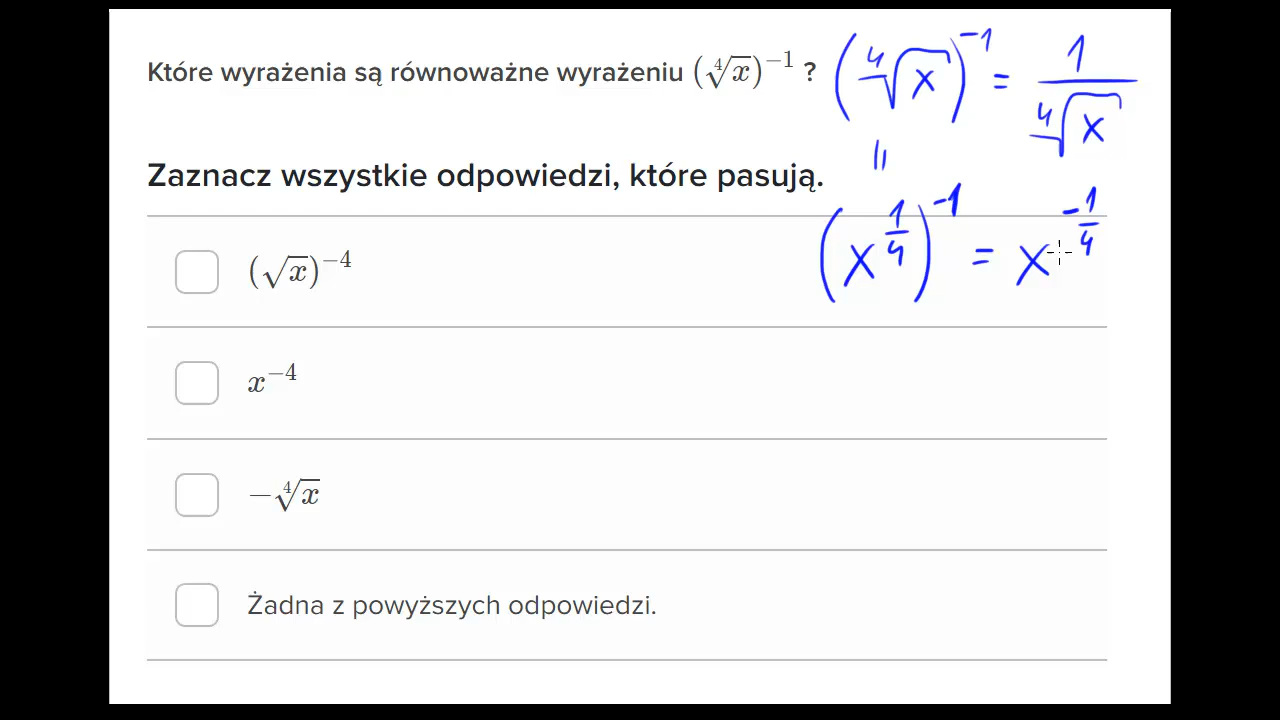 Które wyrażenia są równoważne wyrażeniu (∜x)⁻¹ ? (∜x)⁻¹ = 1/∜x
Zaznacz wszystkie odpowiedzi, które pasują.
=
(x^(1/4))⁻¹ = x^(-1/4)
(√x)⁻⁴
x⁻⁴
−∜x
Żadna z powyższych odpowiedzi.